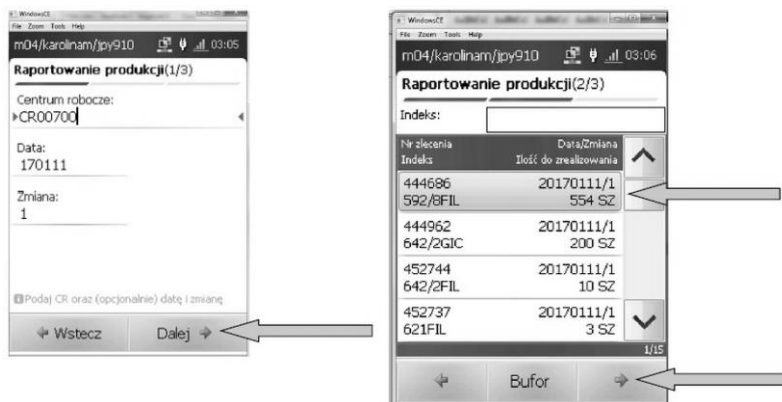 WindowsCE
File Zoom Tools Help
m04/karolinam/jpy910 03:05
Raportowanie produkcji(1/3)
Centrum robocze:
CR00700
Data:
170111
Zmiana:
1
Podaj CR oraz (opcjonalnie) datę i zmianę
Wstecz Dalej
WindowsCE
File Zoom Tools Help
m04/karolinam/jpy910 03:06
Raportowanie produkcji(2/3)
Indeks:
Nr zlecenia Data/Zmiana
Indeks Ilość do zrealizowania
444686 20170111/1
592/8FIL 554 SZ
444962 20170111/1
642/2GIC 200 SZ
452744 20170111/1
642/2FIL 10 SZ
452737 20170111/1
621FIL 3 SZ
1/15
Bufor